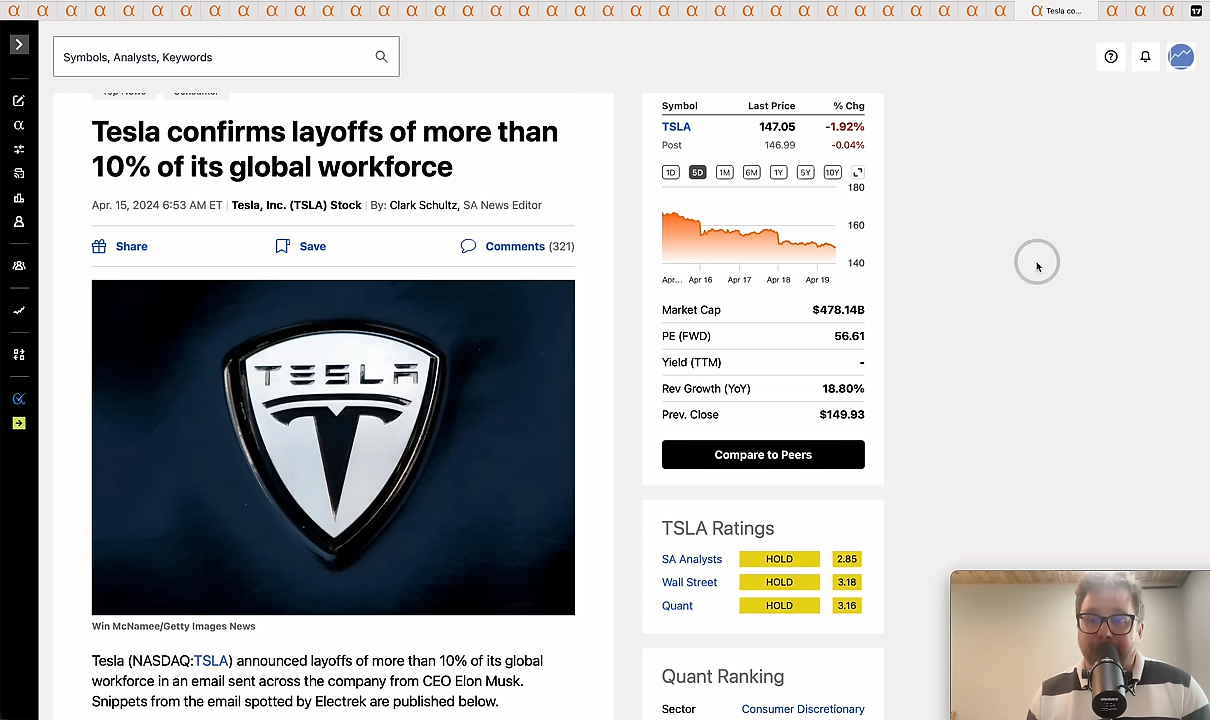 Tesla co...
Symbols, Analysts, Keywords
Top News
Consumer
Tesla confirms layoffs of more than
10% of its global workforce
Apr. 15, 2024 6:53 AM ET | Tesla, Inc. (TSLA) Stock | By: Clark Schultz, SA News Editor
Share
Save
Comments (321)
TESLA
Win McNamee/Getty Images News
Tesla (NASDAQ:TSLA) announced layoffs of more than 10% of its global
workforce in an email sent across the company from CEO Elon Musk.
Snippets from the email spotted by Electrek are published below.
Symbol Last Price % Chg
TSLA 147.05 -1.92%
Post 146.99 -0.04%
1D 5D 1M 6M 1Y 5Y 10Y
180
160
140
Apr... Apr 16 Apr 17 Apr 18 Apr 19
Market Cap $478.14B
PE (FWD) 56.61
Yield (TTM) -
Rev Growth (YoY) 18.80%
Prev. Close $149.93
Compare to Peers
TSLA Ratings
SA Analysts HOLD 2.85
Wall Street HOLD 3.18
Quant HOLD 3.16
Quant Ranking
Sector Consumer Discretionary